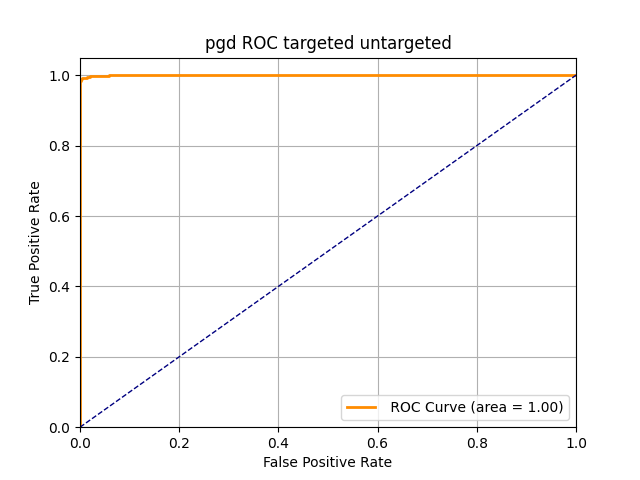 pgd ROC targeted untargeted
True Positive Rate
1.0
0.8
0.6
0.4
0.2
0.0
ROC Curve (area = 1.00)
0.0 0.2 0.4 0.6 0.8 1.0
False Positive Rate